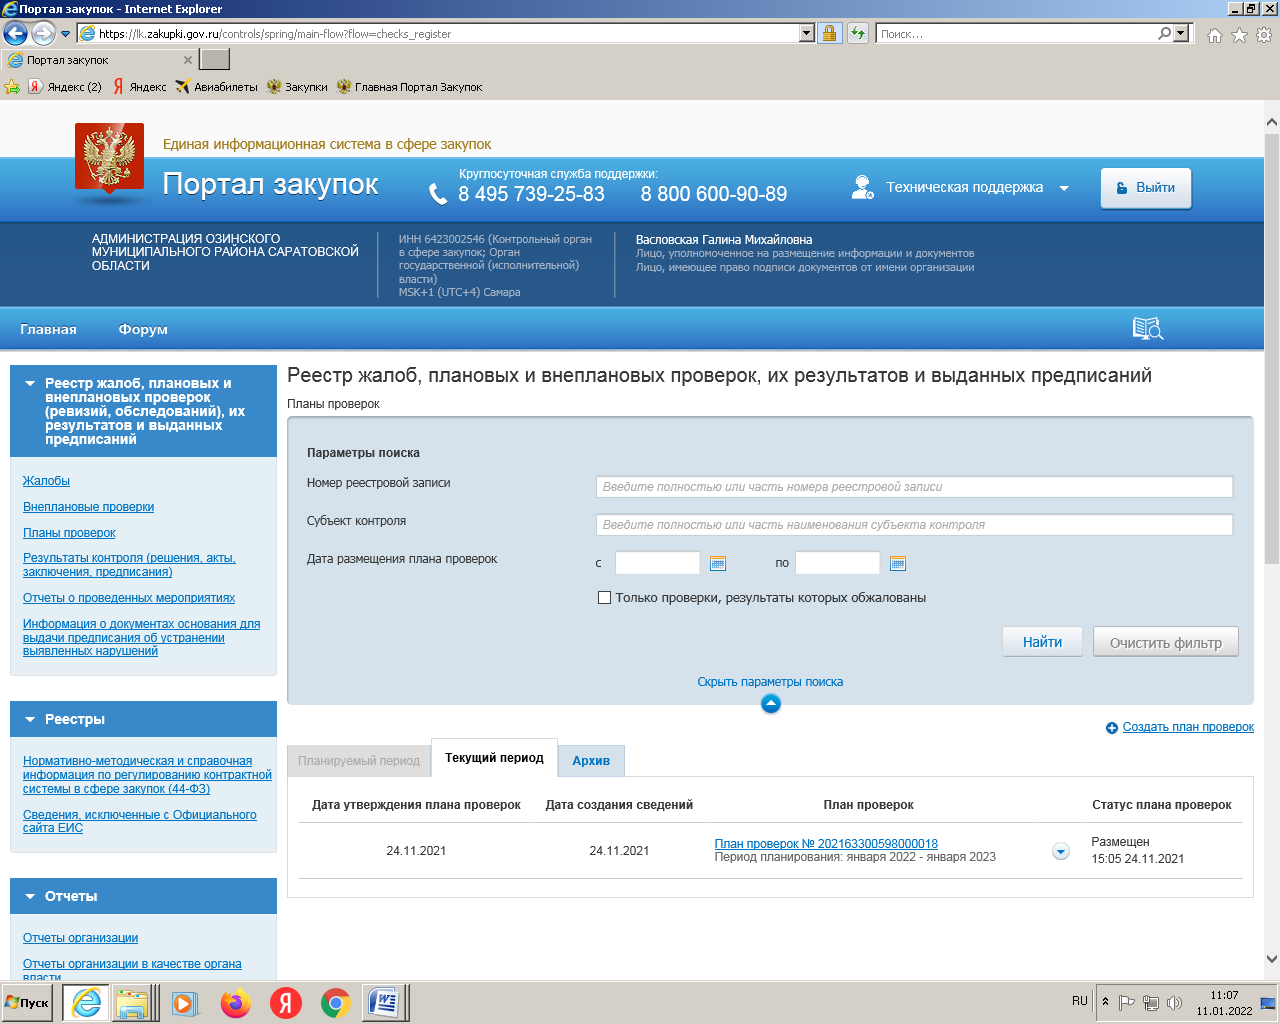 Портал закупок - Internet Explorer
https://lk.zakupki.gov.ru/controls/spring/main-flow?flow=checks_register
Поиск...
Портал закупок
Яндекс (2)
Яндекс
Авиабилеты
Закупки
Главная Портал Закупок
Единая информационная система в сфере закупок
Портал закупок
Круглосуточная служба поддержки:
8 495 739-25-83
8 800 600-90-89
Техническая поддержка
Выйти
АДМИНИСТРАЦИЯ ОЗИНСКОГО
МУНИЦИПАЛЬНОГО РАЙОНА САРАТОВСКОЙ
ОБЛАСТИ
ИНН 6423002546 (Контрольный орган
в сфере закупок; Орган
государственной (исполнительной)
власти)
MSK+1 (UTC+4) Самара
Васловская Галина Михайловна
Лицо, уполномоченное на размещение информации и документов
Лицо, имеющее право подписи документов от имени организации
Главная
Форум
Реестр жалоб, плановых и
внеплановых проверок
(ревизий, обследований), их
результатов и выданных
предписаний
Жалобы
Внеплановые проверки
Планы проверок
Результаты контроля (решения, акты,
заключения, предписания)
Отчеты о проведенных мероприятиях
Информация о документах основания для
выдачи предписания об устранении
выявленных нарушений
Реестры
Нормативно-методическая и справочная
информация по регулированию контрактной
системы в сфере закупок (44-ФЗ)
Сведения, исключенные с Официального
сайта ЕИС
Отчеты
Отчеты организации
Отчеты организации в качестве органа
власти
Реестр жалоб, плановых и внеплановых проверок, их результатов и выданных предписаний
Планы проверок
Параметры поиска
Номер реестровой записи
Введите полностью или часть номера реестровой записи
Субъект контроля
Введите полностью или часть наименования субъекта контроля
Дата размещения плана проверок
с
по
Только проверки, результаты которых обжалованы
Найти
Очистить фильтр
Скрыть параметры поиска
Создать план проверок
Планируемый период
Текущий период
Архив
Дата утверждения плана проверок
Дата создания сведений
План проверок
Статус плана проверок
24.11.2021
24.11.2021
План проверок № 202163300598000018
Период планирования: января 2022 - января 2023
Размещен
15:05 24.11.2021
Пуск
RU
11:07
11.01.2022